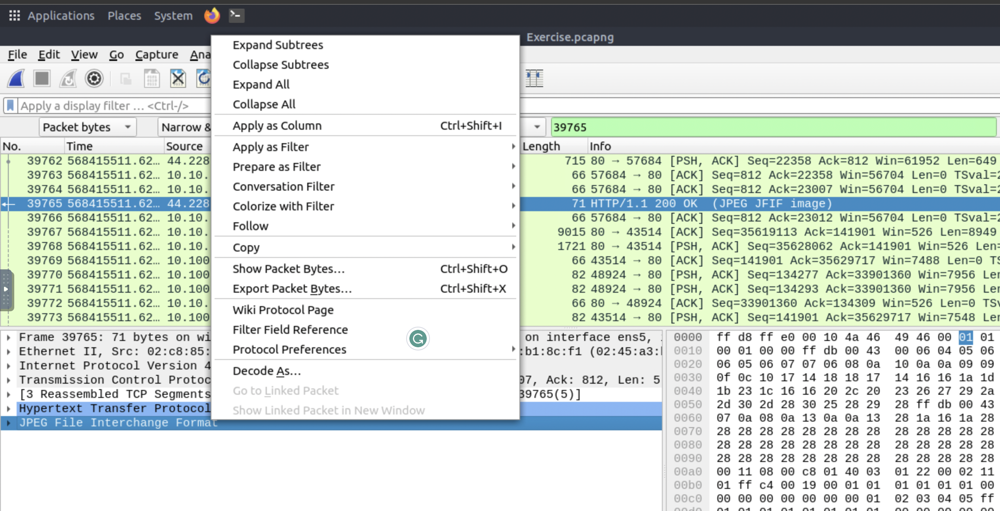 Applications Places System
Exercise.pcapng
File Edit View Go Capture Ana
Apply a display filter … <Ctrl-/>
Packet bytes Narrow & 39765
No. Time Source Length Info
39762 568415511.62… 44.228 715 80 → 57684 [PSH, ACK] Seq=22358 Ack=812 Win=61952 Len=649
39763 568415511.62… 10.10. 66 57684 → 80 [ACK] Seq=812 Ack=22358 Win=56704 Len=0 TSval=2
39764 568415511.62… 10.10. 66 57684 → 80 [ACK] Seq=812 Ack=23007 Win=56704 Len=0 TSval=2
39765 568415511.62… 44.228 71 HTTP/1.1 200 OK (JPEG JFIF image)
39766 568415511.62… 10.10. 66 57684 → 80 [ACK] Seq=812 Ack=23012 Win=56704 Len=0 TSval=2
39767 568415511.62… 10.10. 9015 80 → 43514 [ACK] Seq=35619113 Ack=141901 Win=526 Len=8949
39768 568415511.62… 10.10. 1721 80 → 43514 [PSH, ACK] Seq=35628062 Ack=141901 Win=526 Len=
39769 568415511.62… 10.100 66 43514 → 80 [ACK] Seq=141901 Ack=35629717 Win=7488 Len=0 TS
39770 568415511.62… 10.100 82 48924 → 80 [PSH, ACK] Seq=134277 Ack=33901360 Win=7956 Le
39771 568415511.62… 10.100 82 48924 → 80 [PSH, ACK] Seq=134293 Ack=33901360 Win=7956 Le
39772 568415511.62… 10.10. 66 80 → 48924 [ACK] Seq=33901360 Ack=134309 Win=526 Len=0 TS
39773 568415511.62… 10.100 82 43514 → 80 [PSH, ACK] Seq=141901 Ack=35629717 Win=7548 Le
Expand Subtrees
Collapse Subtrees
Expand All
Collapse All
Apply as Column Ctrl+Shift+I
Apply as Filter
Prepare as Filter
Conversation Filter
Colorize with Filter
Follow
Copy
Show Packet Bytes… Ctrl+Shift+O
Export Packet Bytes… Ctrl+Shift+X
Wiki Protocol Page
Filter Field Reference
Protocol Preferences
Decode As…
Go to Linked Packet
Show Linked Packet in New Window
Frame 39765: 71 bytes on wi on interface ens5,
Ethernet II, Src: 02:c8:85: :b1:8c:f1 (02:45:a3:
Internet Protocol Version 4
Transmission Control Protoc 07, Ack: 812, Len: 5
[3 Reassembled TCP Segments 39765(5)]
Hypertext Transfer Protocol
JPEG File Interchange Format
0000 ff d8 ff e0 00 10 4a 46 49 46 00 01 01
0010 00 01 00 00 ff db 00 43 00 06 04 05 06
0020 06 05 06 07 07 06 08 0a 10 0a 0a 09 09
0030 0f 0c 10 17 14 18 18 17 14 16 16 1a 1d
0040 1b 23 1c 16 16 20 2c 20 23 26 27 29 2a
0050 2d 30 2d 28 30 25 28 29 28 ff db 00 43
0060 07 0a 08 0a 13 0a 0a 13 28 1a 16 1a 28
0070 28 28 28 28 28 28 28 28 28 28 28 28 28
0080 28 28 28 28 28 28 28 28 28 28 28 28 28
0090 28 28 28 28 28 28 28 28 28 28 28 28 28
00a0 00 11 08 00 c8 01 40 03 01 22 00 02 11
00b0 01 ff c4 00 19 00 01 01 01 01 01 01 00
00c0 00 00 00 00 00 00 00 01 02 03 04 05 ff